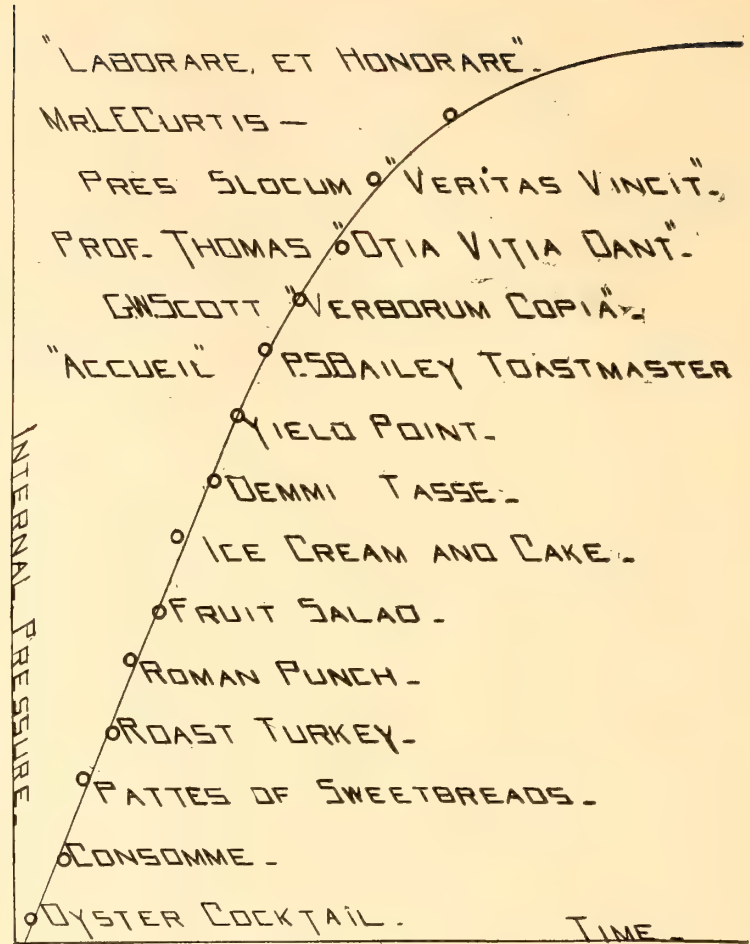 "LABORARE, ET HONORARE".
MR.L.E.CURTIS —
PRES SLOCUM "VERITAS VINCIT".
PROF. THOMAS "OTIA VITIA DANT".
G.W.SCOTT "VERBORUM COPIA".
"ACCUEIL" P.S.BAILEY TOASTMASTER
YIELD POINT.
DEMMI TASSE.
ICE CREAM AND CAKE.
FRUIT SALAD.
ROMAN PUNCH.
ROAST TURKEY.
PATTES OF SWEETBREADS.
CONSOMME.
OYSTER COCKTAIL.
INTERNAL PRESSURE.
TIME.